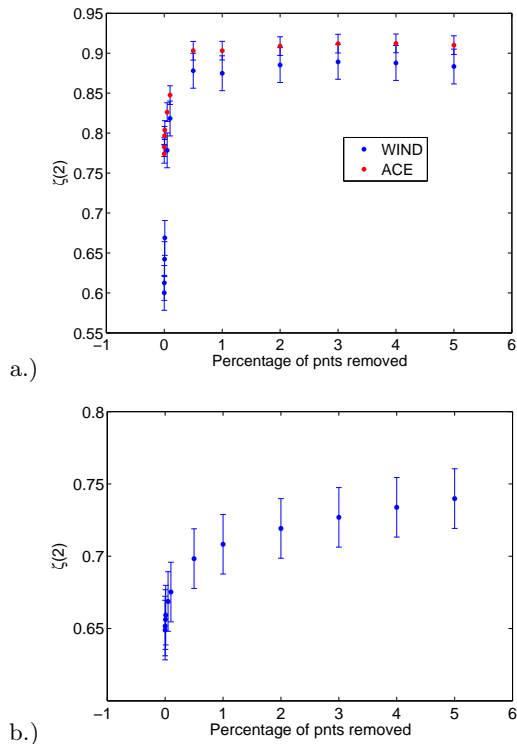 0.95
0.9
0.85
0.8
0.75
0.7
0.65
0.6
0.55
ζ(2)
WIND
ACE
−1 0 1 2 3 4 5 6
Percentage of pnts removed
a.)
0.8
0.75
0.7
0.65
ζ(2)
−1 0 1 2 3 4 5 6
Percentage of pnts removed
b.)